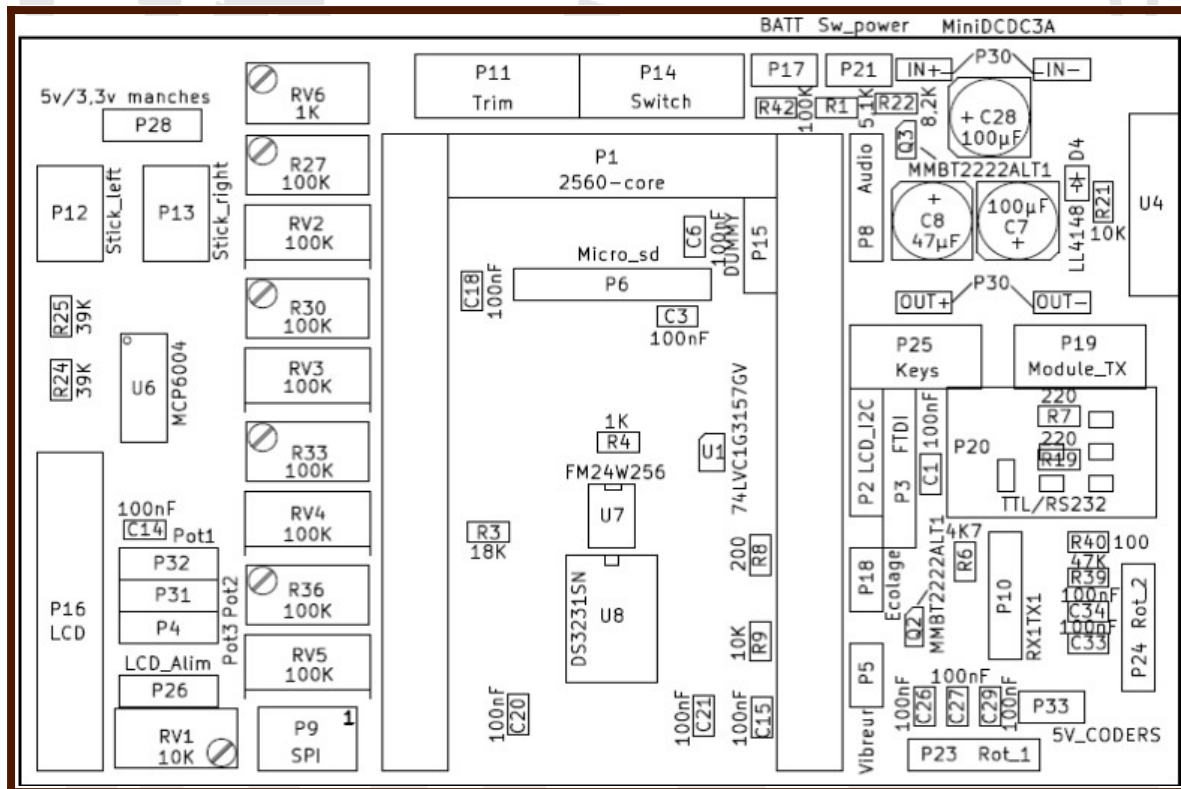 BATT Sw_power MiniDCDC3A
5v/3,3v manches
P28
RV6
1K
P11
Trim
P14
Switch
P17
P21
IN+
P30
IN-
R42
100K
R1
5,1K
R22
8,2K
+ C28
100µF
Q3
MMBT2222ALT1
P12
Stick_left
P13
Stick_right
R27
100K
RV2
100K
P1
2560-core
P8 Audio
+
C8
47µF
100µF
C7
+
D4
LL4148
R21
10K
U4
C6
100nF
DUMMY
P15
Micro_sd
P6
C18
100nF
C3
100nF
OUT+
P30
OUT-
R25
39K
R24
39K
U6
MCP6004
R30
100K
RV3
100K
P25
Keys
P19
Module_TX
R33
100K
1K
R4
U1
74LVC1G3157GV
P2 LCD_I2C
P3 FTDI
C1
100nF
P20
220
R7
220
R19
TTL/RS232
FM24W256
U7
100nF
C14
Pot1
P32
P31
Pot2
P4
Pot3
RV4
100K
R3
18K
200
R8
P16
LCD
R36
100K
DS3231SN
U8
P18
Ecolage
Q2
MMBT2222ALT1
4K7
R6
P10
RX1TX1
R40 100
47K
R39
100nF
C34
100nF
C33
P24 Rot_2
LCD_Alim
P26
RV5
100K
10K
R9
P5
Vibreur
RV1
10K
P9
SPI
1
100nF
C20
100nF
C21
100nF
C15
100nF
C26
100nF
C27
C29
100nF
P33
5V_CODERS
P23 Rot_1